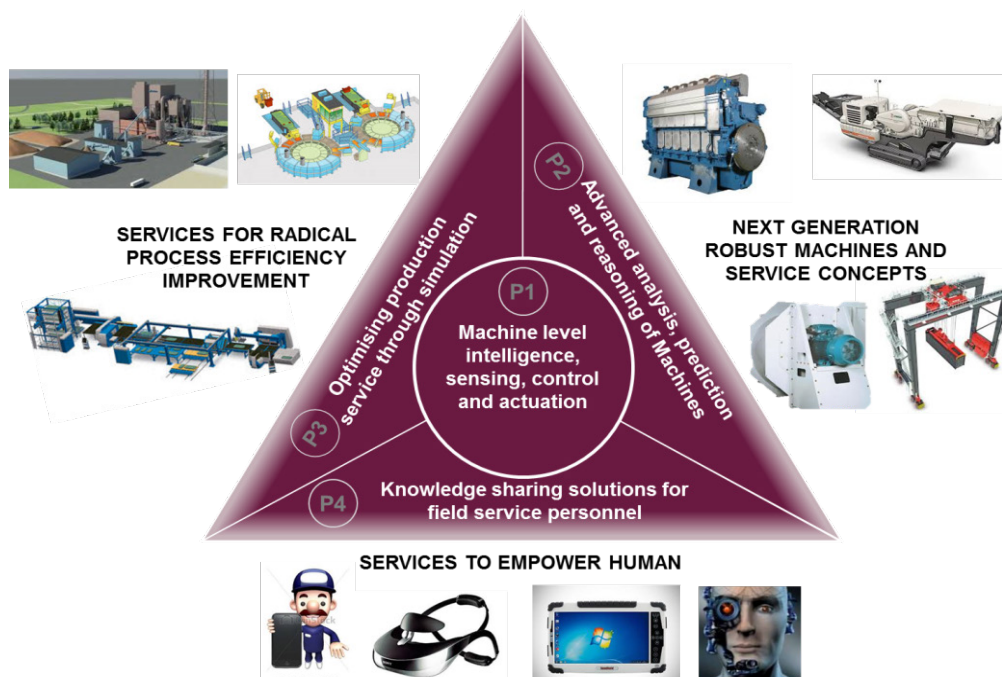 SERVICES FOR RADICAL
PROCESS EFFICIENCY
IMPROVEMENT
NEXT GENERATION
ROBUST MACHINES AND
SERVICE CONCEPTS
P1
Machine level
intelligence,
sensing, control
and actuation
P2
Advanced analysis, prediction
and reasoning of Machines
P3
Optimising production
service through simulation
P4
Knowledge sharing solutions for
field service personnel
SERVICES TO EMPOWER HUMAN